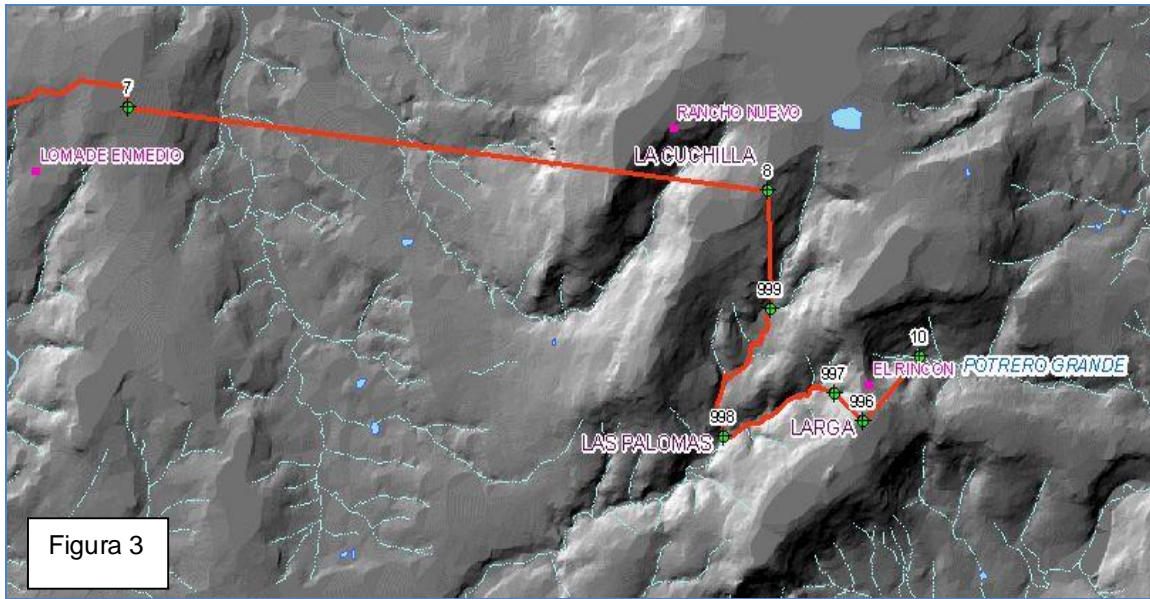 7
RANCHO NUEVO
LOMADE ENMEDIO
LA CUCHILLA
8
999
10
EL RINCON
POTRERO GRANDE
997
996
998
LARGA
LAS PALOMAS
Figura 3